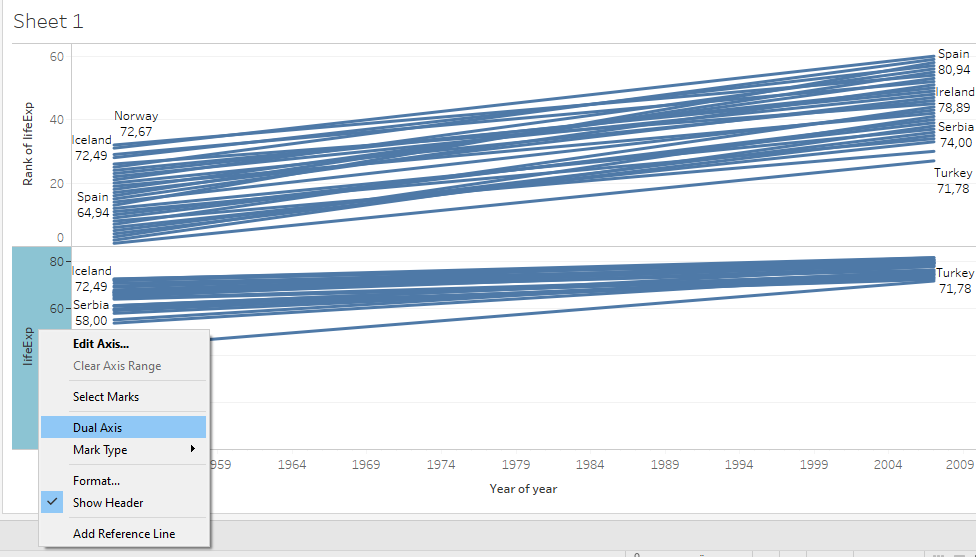 Sheet 1
60
40
20
0
Rank of lifeExp
Norway
72,67
Iceland
72,49
Spain
64,94
Spain
80,94
Ireland
78,89
Serbia
74,00
Turkey
71,78
80
60
lifeExp
Iceland
72,49
Serbia
58,00
Turkey
71,78
Edit Axis...
Clear Axis Range
Select Marks
Dual Axis
Mark Type
Format...
Show Header
Add Reference Line
959 1964 1969 1974 1979 1984 1989 1994 1999 2004 2009
Year of year